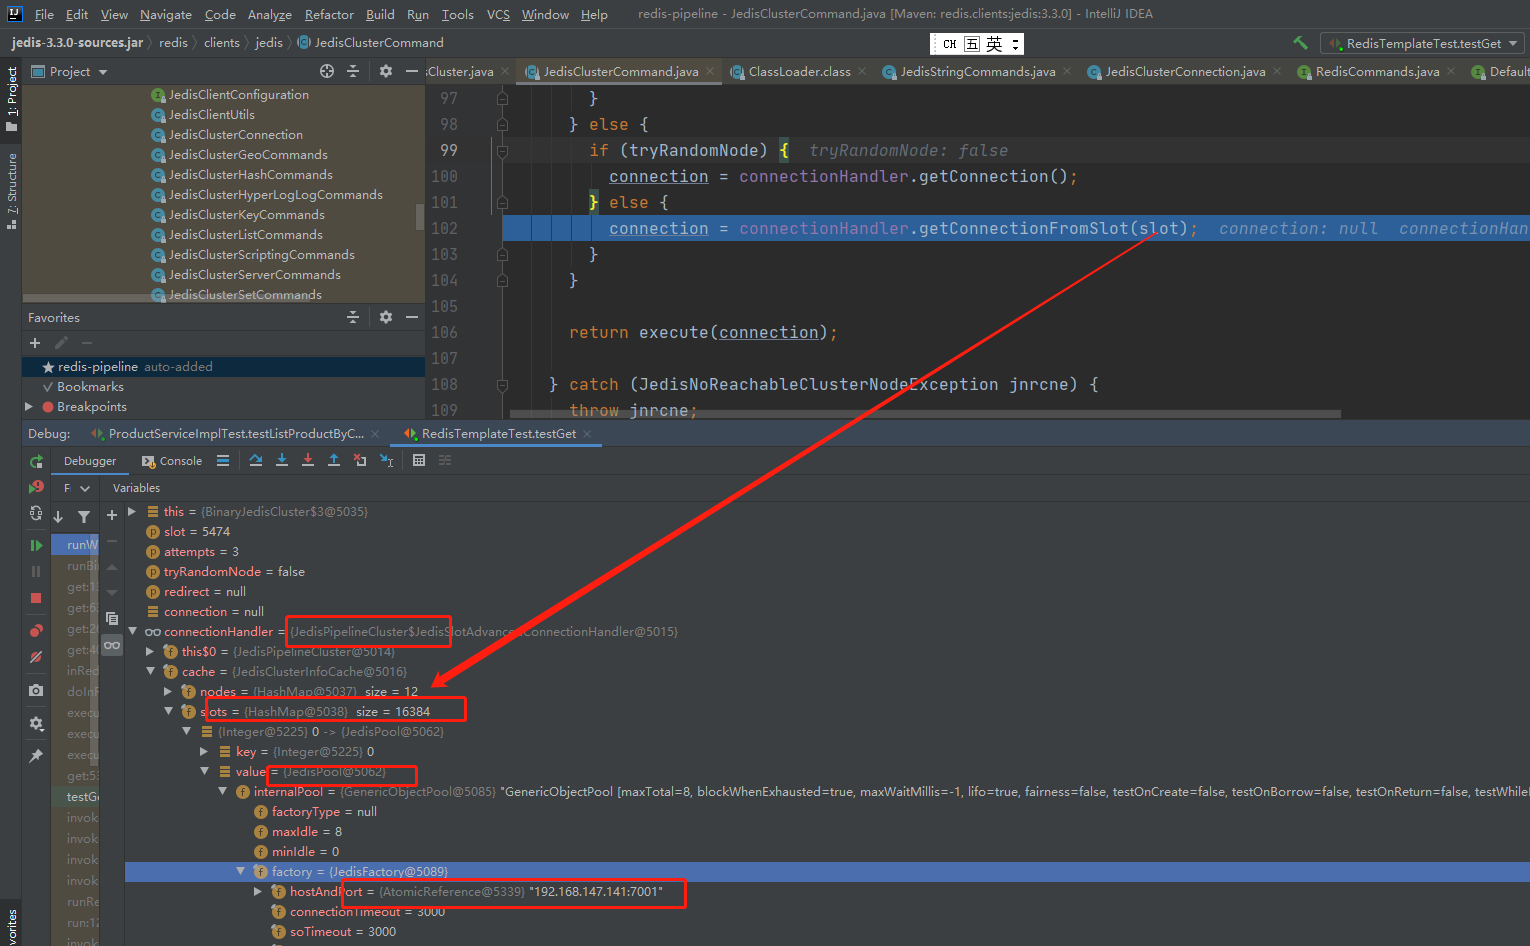 File Edit View Navigate Code Analyze Refactor Build Run Tools VCS Window Help redis-pipeline - JedisClusterCommand.java [Maven: redis.clients:jedis:3.3.0] - IntelliJ IDEA
jedis-3.3.0-sources.jar redis clients jedis JedisClusterCommand
CH 五 英
RedisTemplateTest.testGet
1: Project
Project
sCluster.java JedisClusterCommand.java ClassLoader.class JedisStringCommands.java JedisClusterConnection.java RedisCommands.java Default
JedisClientConfiguration
JedisClientUtils
JedisClusterConnection
JedisClusterGeoCommands
JedisClusterHashCommands
JedisClusterHyperLogLogCommands
JedisClusterKeyCommands
JedisClusterListCommands
JedisClusterScriptingCommands
JedisClusterServerCommands
JedisClusterSetCommands
7: Structure
Favorites
redis-pipeline auto-added
Bookmarks
Breakpoints
97 }
98 } else {
99 if (tryRandomNode) { tryRandomNode: false
100 connection = connectionHandler.getConnection();
101 } else {
102 connection = connectionHandler.getConnectionFromSlot(slot); connection: null connectionHan
103 }
104 }
105
106 return execute(connection);
107
108 } catch (JedisNoReachableClusterNodeException jnrcne) {
109 throw jnrcne;
Debug: ProductServiceImplTest.testListProductByC... RedisTemplateTest.testGet
Debugger Console
F Variables
runW
runBi
get:1
get:6
get:2
get:4
inRed
doInR
execu
execu
execu
get:53
testGe
invok
invok
invok
invok
runRe
run:12
invok
vorites
this = {BinaryJedisCluster$3@5035}
slot = 5474
attempts = 3
tryRandomNode = false
redirect = null
connection = null
connectionHandler = {JedisPipelineCluster$JedisSlotAdvancedConnectionHandler@5015}
this$0 = {JedisPipelineCluster@5014}
cache = {JedisClusterInfoCache@5016}
nodes = {HashMap@5037} size = 12
slots = {HashMap@5038} size = 16384
{Integer@5225} 0 -> {JedisPool@5062}
key = {Integer@5225} 0
value = {JedisPool@5062}
internalPool = {GenericObjectPool@5085} "GenericObjectPool [maxTotal=8, blockWhenExhausted=true, maxWaitMillis=-1, lifo=true, fairness=false, testOnCreate=false, testOnBorrow=false, testOnReturn=false, testWhileI
factoryType = null
maxIdle = 8
minIdle = 0
factory = {JedisFactory@5089}
hostAndPort = {AtomicReference@5339} "192.168.147.141:7001"
connectionTimeout = 3000
soTimeout = 3000